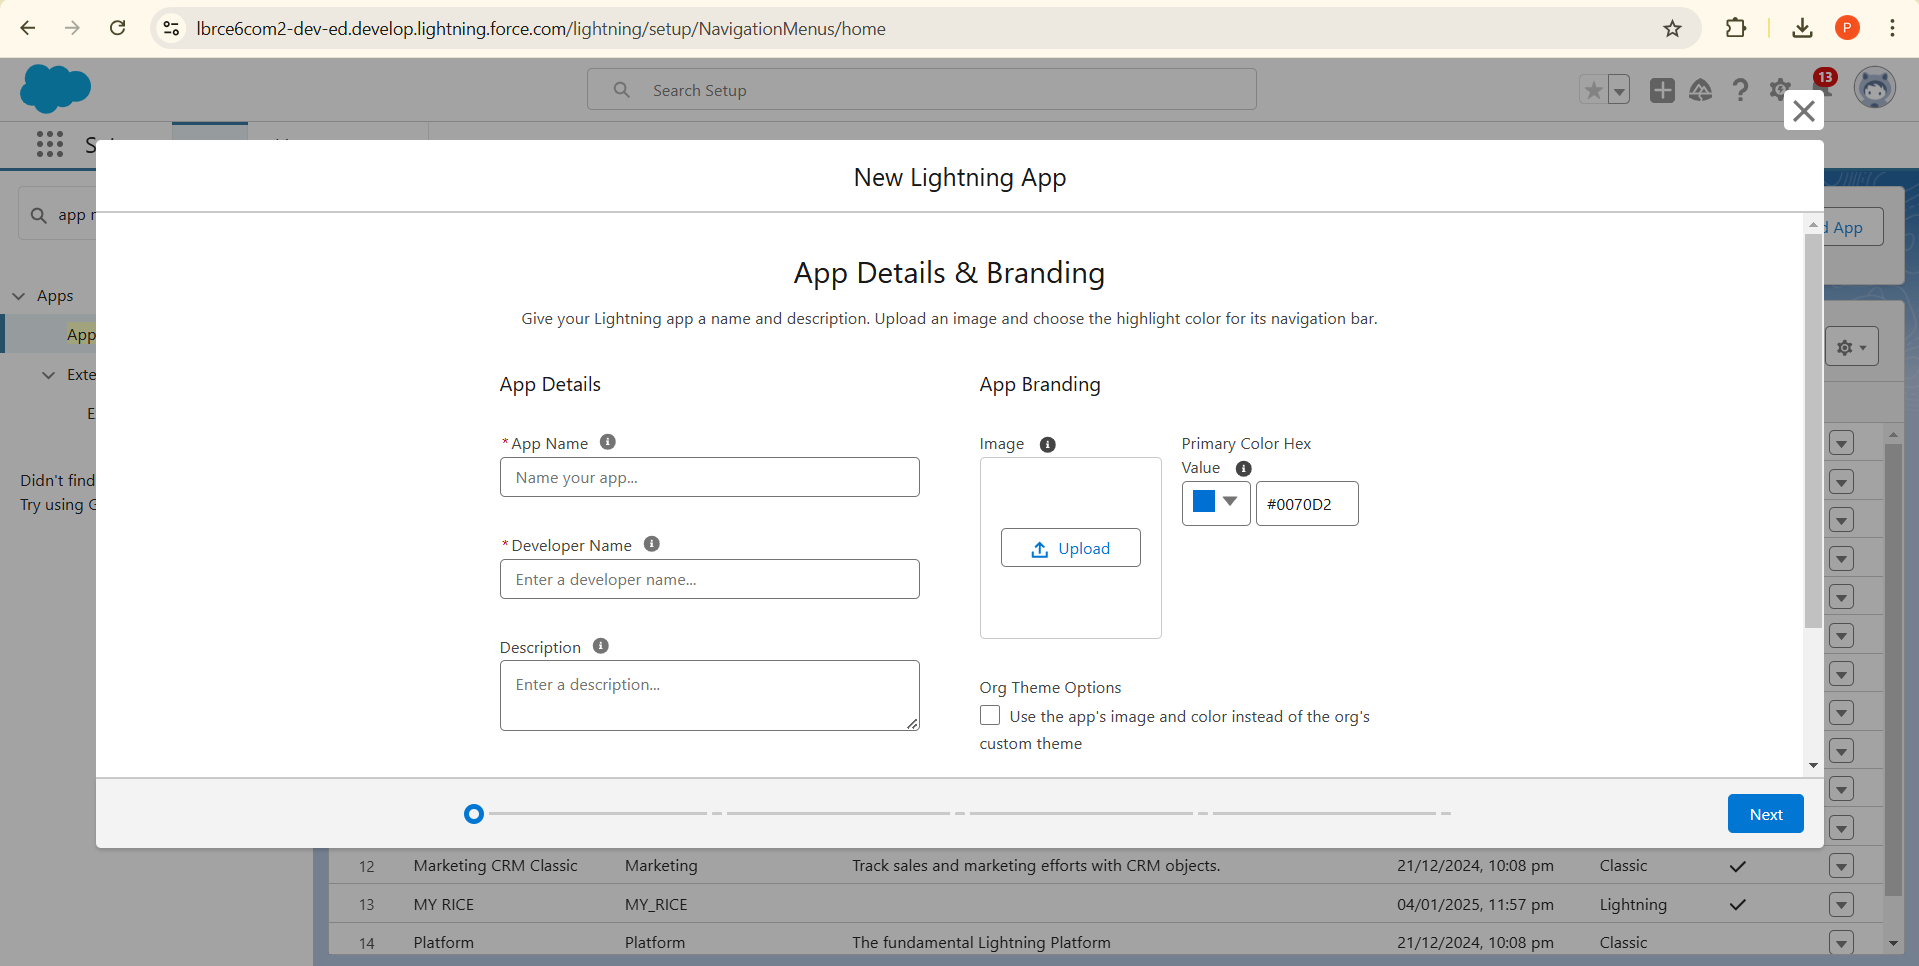 lbrce6com2-dev-ed.develop.lightning.force.com/lightning/setup/NavigationMenus/home
P
Search Setup
13
New Lightning App
app
d App
App Details & Branding
Give your Lightning app a name and description. Upload an image and choose the highlight color for its navigation bar.
Apps
App
Exte
E
Didn't find
Try using G
App Details
App Branding
*App Name
Name your app...
Image
Primary Color Hex
Value
#0070D2
Upload
*Developer Name
Enter a developer name...
Description
Enter a description...
Org Theme Options
Use the app's image and color instead of the org's
custom theme
Next
12 Marketing CRM Classic Marketing Track sales and marketing efforts with CRM objects. 21/12/2024, 10:08 pm Classic
13 MY RICE MY_RICE 04/01/2025, 11:57 pm Lightning
14 Platform Platform The fundamental Lightning Platform 21/12/2024, 10:08 pm Classic